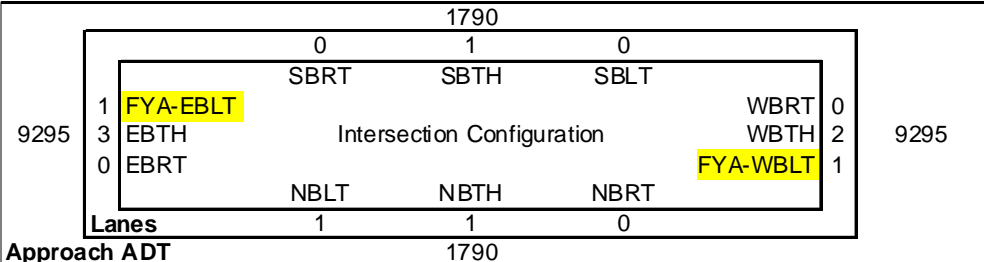 1790
0 1 0
SBRT SBTH SBLT
1 FYA-EBLT WBRT 0
9295 3 EBTH Intersection Configuration WBTH 2 9295
0 EBRT FYA-WBLT 1
NBLT NBTH NBRT
Lanes 1 1 0
Approach ADT 1790